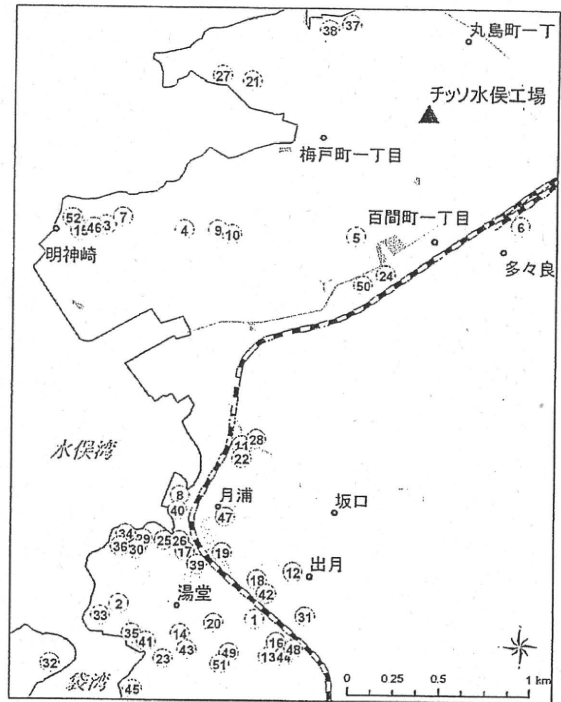 38 37
丸島町一丁
27 21
チッソ水俣工場
梅戸町一丁目
52 15 46 3 7
明神崎
4 9 10
5
百間町一丁目
6
24
多々良
50
水俣湾
11 28
22
8
40
月浦
47
坂口
34 29 25 26
36 30 17 19
39
12 出月
18
42
2
湯堂
33
20 1 31
35 41 14
43
16 48
23 49 13 44
51
32
袋湾
45
0 0.25 0.5 1 km